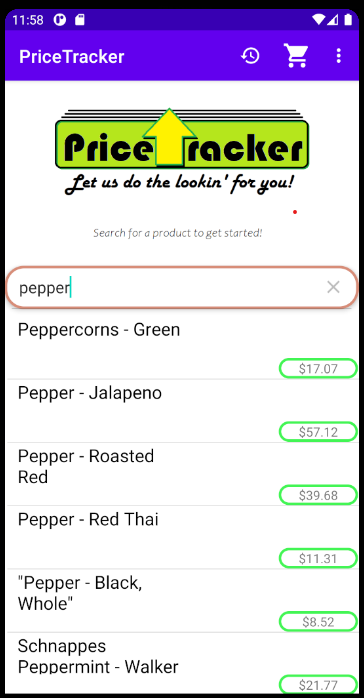 11:58
PriceTracker
Price Tracker
Let us do the lookin' for you!
Search for a product to get started!
pepper
Peppercorns - Green
$17.07
Pepper - Jalapeno
$57.12
Pepper - Roasted
Red
$39.68
Pepper - Red Thai
$11.31
"Pepper - Black,
Whole"
$8.52
Schnappes
Peppermint - Walker
$21.77